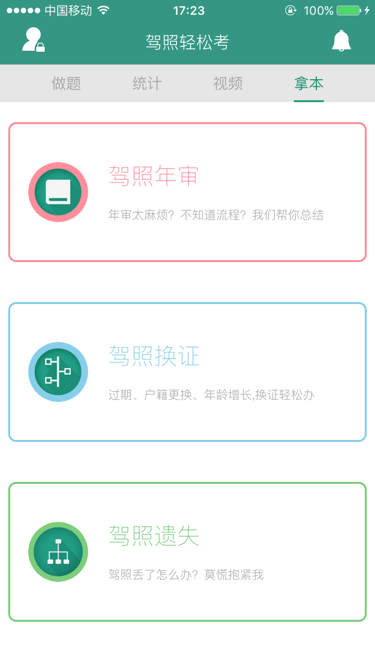 中国移动 17:23 100%
驾照轻松考
做题 统计 视频 拿本
驾照年审
年审太麻烦？不知道流程？我们帮你总结
驾照换证
过期、户籍更换、年龄增长,换证轻松办
驾照遗失
驾照丢了怎么办？莫慌抱紧我